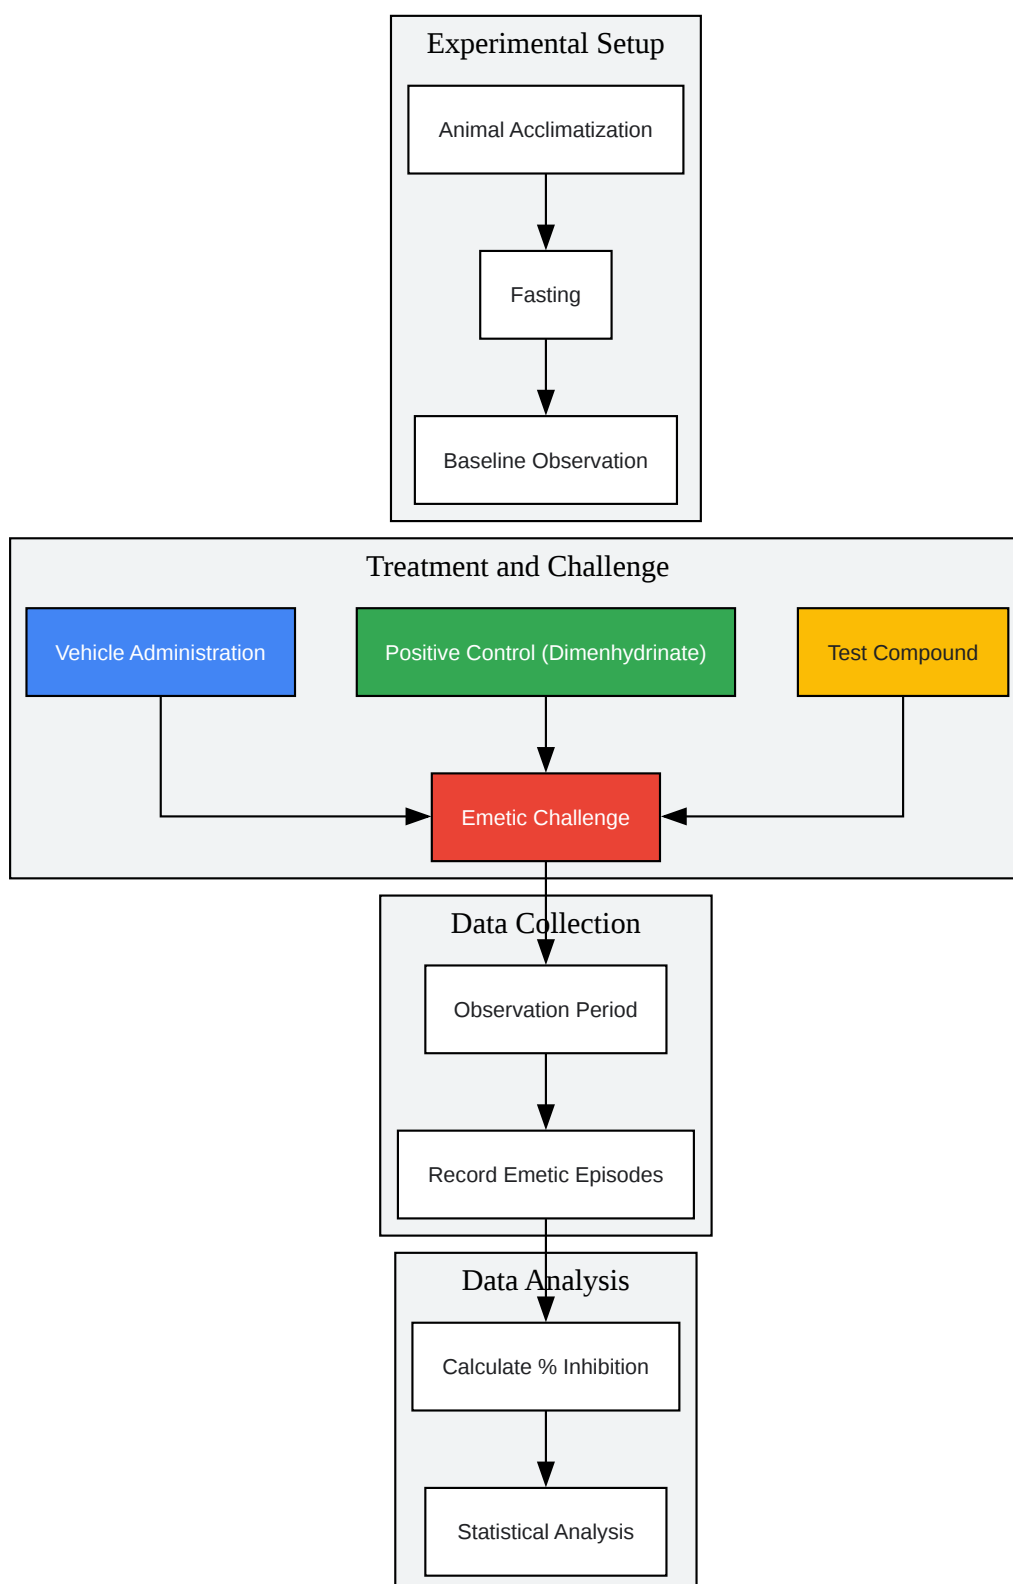 Experimental Setup
Animal Acclimatization
Fasting
Baseline Observation
Treatment and Challenge
Vehicle Administration
Positive Control (Dimenhydrinate)
Test Compound
Emetic Challenge
Data Collection
Observation Period
Record Emetic Episodes
Data Analysis
Calculate % Inhibition
Statistical Analysis